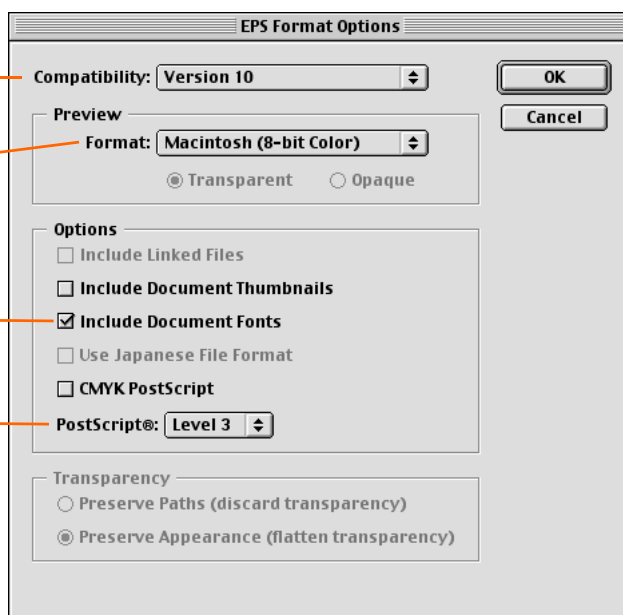 EPS Format Options
Compatibility: Version 10
OK
Cancel
Preview
Format: Macintosh (8-bit Color)
Transparent Opaque
Options
Include Linked Files
Include Document Thumbnails
Include Document Fonts
Use Japanese File Format
CMYK PostScript
PostScript®: Level 3
Transparency
Preserve Paths (discard transparency)
Preserve Appearance (flatten transparency)